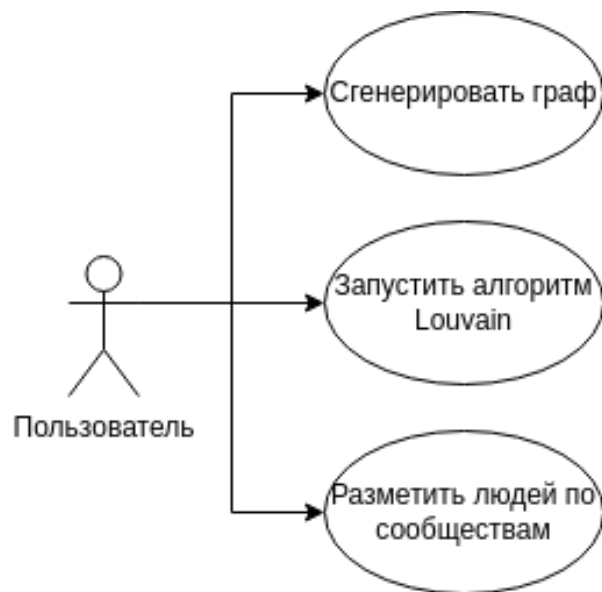 Сгенерировать граф
Запустить алгоритм
Louvain
Пользователь
Разметить людей по
сообществам